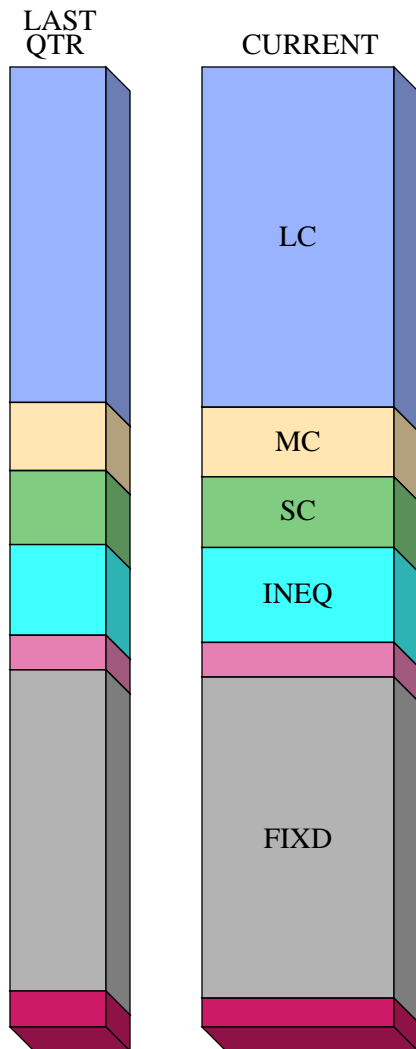 LAST
QTR
CURRENT
LC
MC
SC
INEQ
FIXD